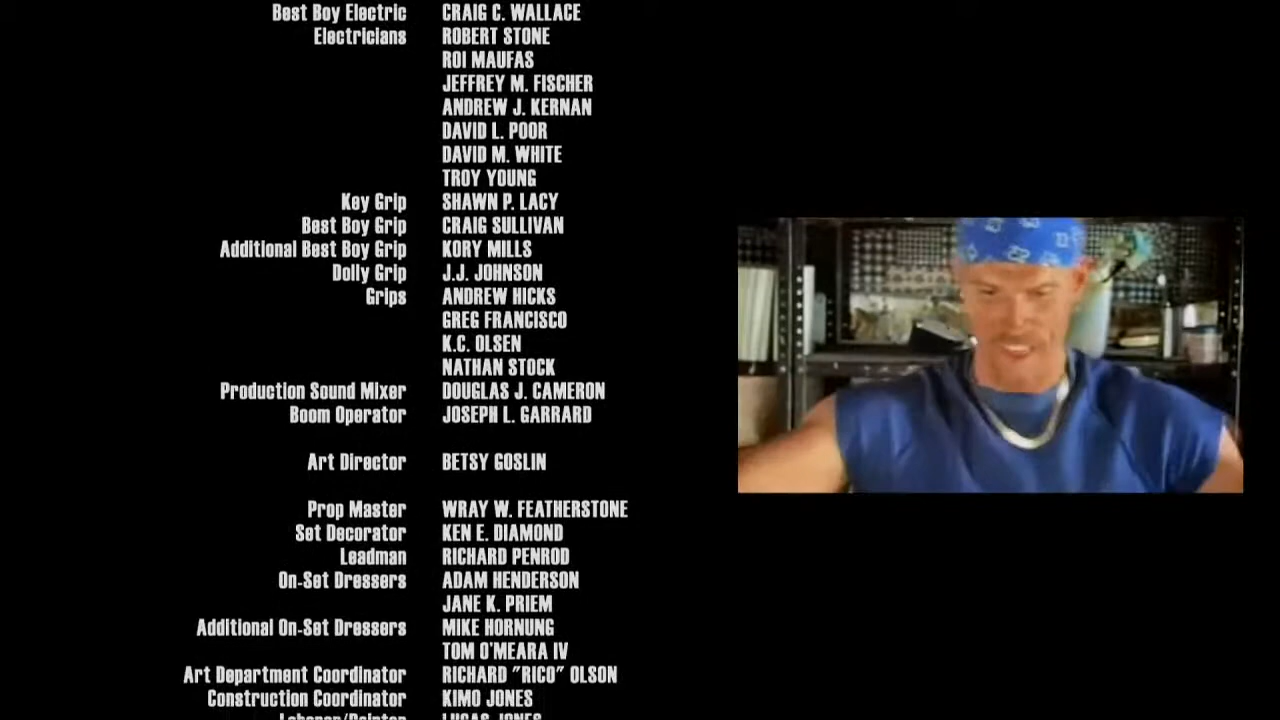 Best Boy Electric CRAIG C. WALLACE
Electricians ROBERT STONE
ROI MAUFAS
JEFFREY M. FISCHER
ANDREW J. KERNAN
DAVID L. POOR
DAVID M. WHITE
TROY YOUNG
Key Grip SHAWN P. LACY
Best Boy Grip CRAIG SULLIVAN
Additional Best Boy Grip KORY MILLS
Dolly Grip J.J. JOHNSON
Grips ANDREW HICKS
GREG FRANCISCO
K.C. OLSEN
NATHAN STOCK
Production Sound Mixer DOUGLAS J. CAMERON
Boom Operator JOSEPH L. GARRARD
Art Director BETSY GOSLIN
Prop Master WRAY W. FEATHERSTONE
Set Decorator KEN E. DIAMOND
Leadman RICHARD PENROD
On-Set Dressers ADAM HENDERSON
JANE K. PRIEM
Additional On-Set Dressers MIKE HORNUNG
TOM O'MEARA IV
Art Department Coordinator RICHARD "RICO" OLSON
Construction Coordinator KIMO JONES
Laborer/Painter LUCAS JONES